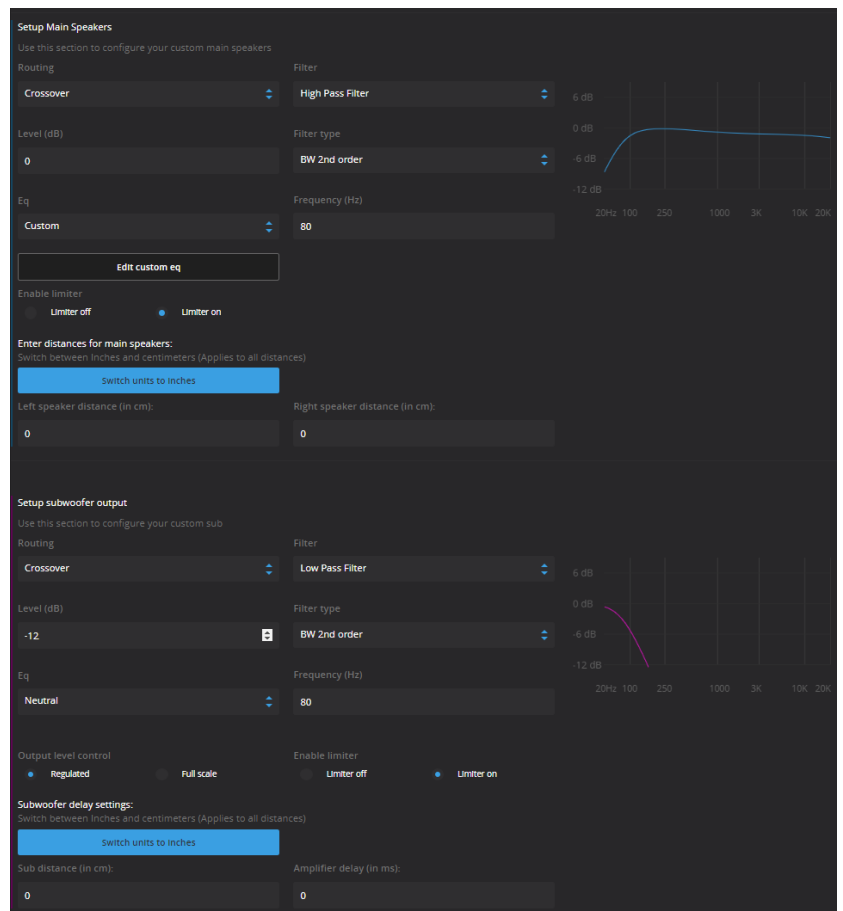 Setup Main Speakers
Use this section to configure your custom main speakers
Routing
Filter
Crossover
High Pass Filter
Level (dB)
Filter type
0
BW 2nd order
Eq
Frequency (Hz)
Custom
80
6 dB
0 dB
-6 dB
-12 dB
20Hz 100 250 1000 3K 10K 20K
Edit custom eq
Enable limiter
Limiter off
Limiter on
Enter distances for main speakers:
Switch between Inches and centimeters (Applies to all distances)
Switch units to Inches
Left speaker distance (in cm):
Right speaker distance (in cm):
0
0
Setup subwoofer output
Use this section to configure your custom sub
Routing
Filter
Crossover
Low Pass Filter
Level (dB)
Filter type
-12
BW 2nd order
Eq
Frequency (Hz)
Neutral
80
6 dB
0 dB
-6 dB
-12 dB
20Hz 100 250 1000 3K 10K 20K
Output level control
Enable limiter
Regulated
Full scale
Limiter off
Limiter on
Subwoofer delay settings:
Switch between Inches and centimeters (Applies to all distances)
Switch units to Inches
Sub distance (in cm):
Amplifier delay (in ms):
0
0